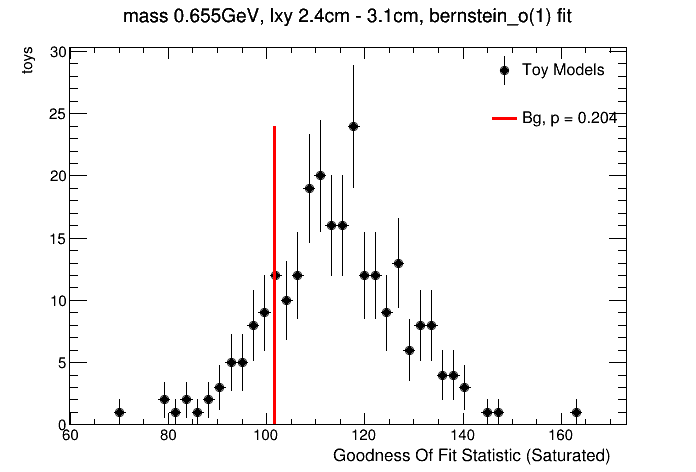 mass 0.655GeV, lxy 2.4cm - 3.1cm, bernstein_o(1) fit
toys
30
25
20
15
10
5
0
Toy Models
Bg, p = 0.204
60 80 100 120 140 160
Goodness Of Fit Statistic (Saturated)